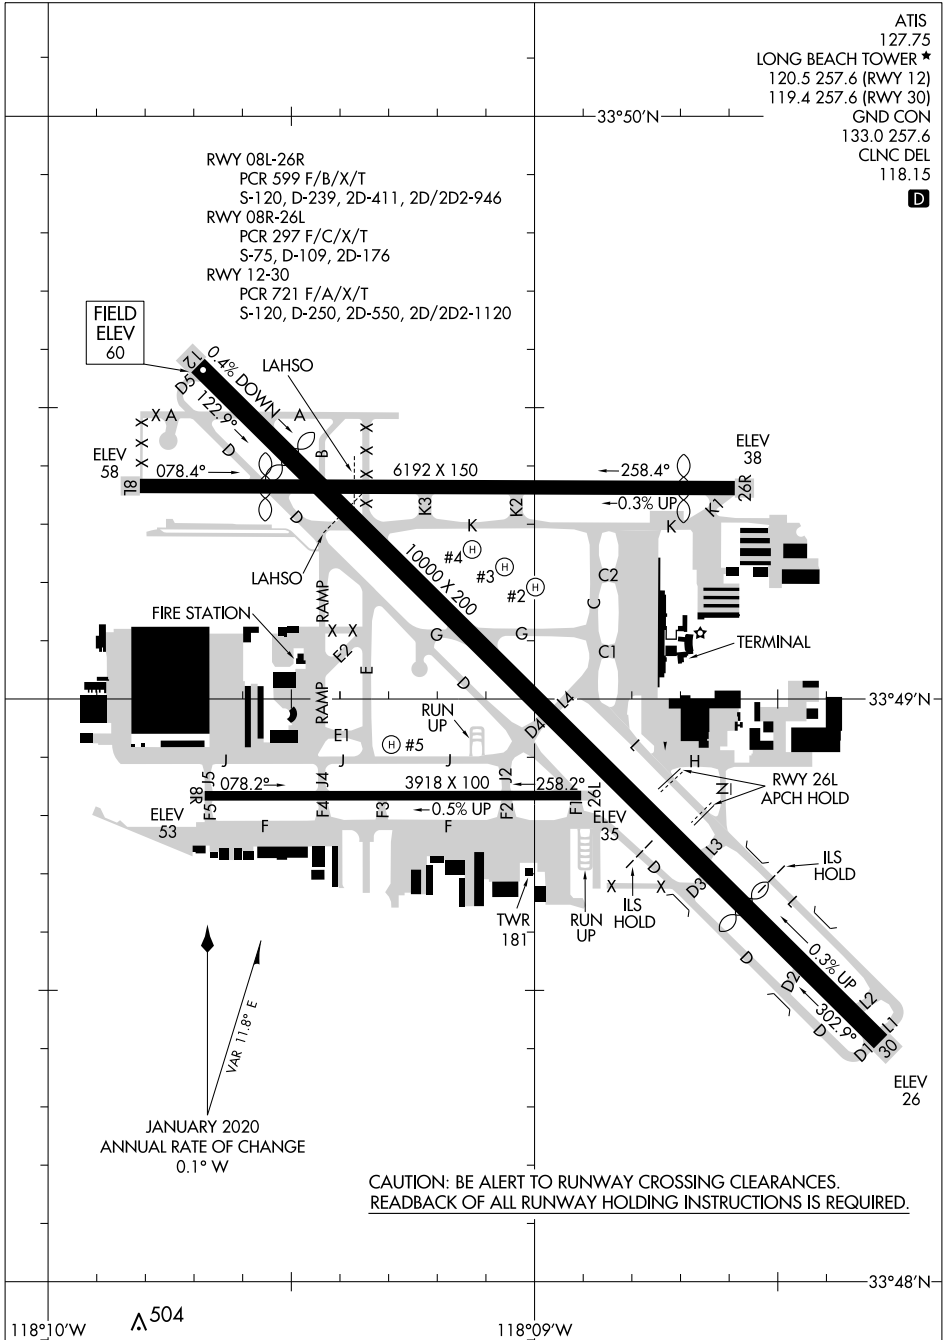 ATIS
127.75
LONG BEACH TOWER ★
120.5 257.6 (RWY 12)
119.4 257.6 (RWY 30)
GND CON
133.0 257.6
CLNC DEL
118.15
D
33°50'N
RWY 08L-26R
PCR 599 F/B/X/T
S-120, D-239, 2D-411, 2D/2D2-946
RWY 08R-26L
PCR 297 F/C/X/T
S-75, D-109, 2D-176
RWY 12-30
PCR 721 F/A/X/T
S-120, D-250, 2D-550, 2D/2D2-1120
FIELD
ELEV
60
12
D5
0.4% DOWN
122.9°
LAHSO
X A
A
X
X
X
D
B
X
X
X
X
ELEV
58
8L
078.4°
6192 X 150
258.4°
ELEV
38
26R
0.3% UP
K1
K3
K2
K
K
D
LAHSO
10000 X 200
#4 H
#3 H
#2 H
C2
C
C1
RAMP
FIRE STATION
X X
E2
E
G
G
TERMINAL
D
33°49'N
RAMP
E1
H #5
RUN
UP
D4
L4
L
J
J
J
H
N
RWY 26L
APCH HOLD
J5
J4
J2
8R
078.2°
3918 X 100
258.2°
26L
ELEV
53
F5
F4
F3
F2
F1
0.5% UP
ELEV
35
F
F
L3
D
D3
X
X
ILS
HOLD
ILS
HOLD
L
TWR
181
RUN
UP
D
0.3% UP
D2
302.9°
L2
L1
D
D1
30
ELEV
26
VAR 11.8° E
JANUARY 2020
ANNUAL RATE OF CHANGE
0.1° W
CAUTION: BE ALERT TO RUNWAY CROSSING CLEARANCES.
READBACK OF ALL RUNWAY HOLDING INSTRUCTIONS IS REQUIRED.
33°48'N
504
118°10'W
118°09'W